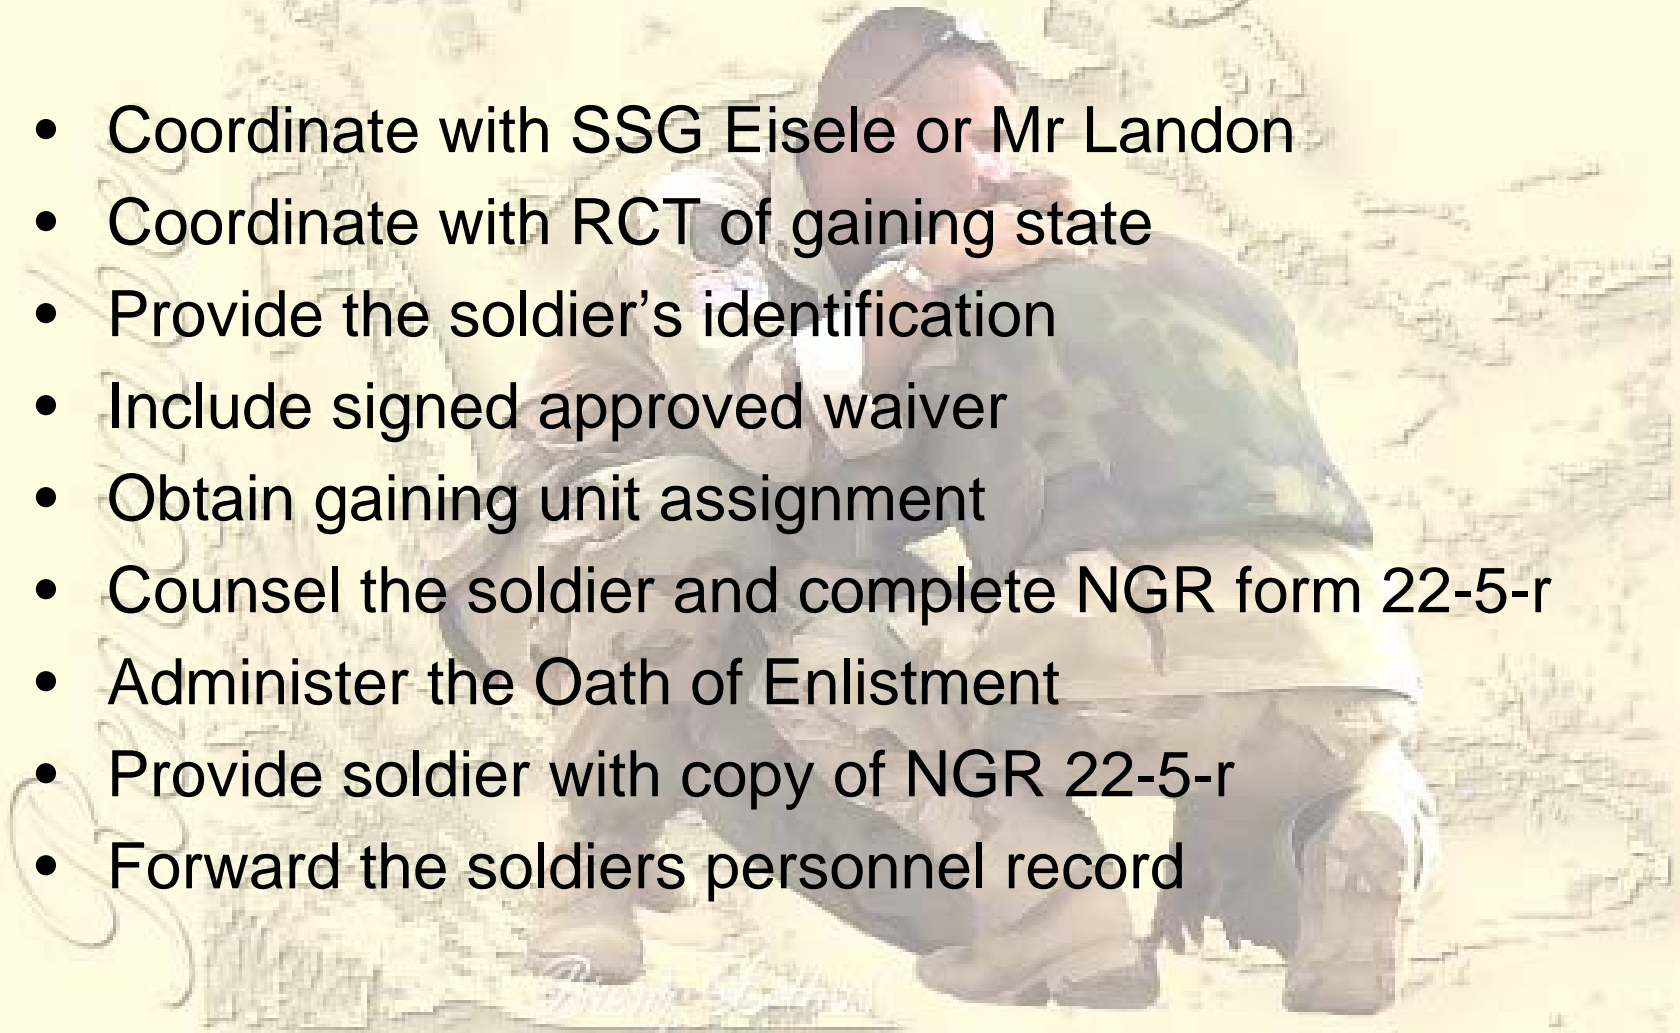 • Coordinate with SSG Eisele or Mr Landon
• Coordinate with RCT of gaining state
• Provide the soldier’s identification
• Include signed approved waiver
• Obtain gaining unit assignment
• Counsel the soldier and complete NGR form 22-5-r
• Administer the Oath of Enlistment
• Provide soldier with copy of NGR 22-5-r
• Forward the soldiers personnel record